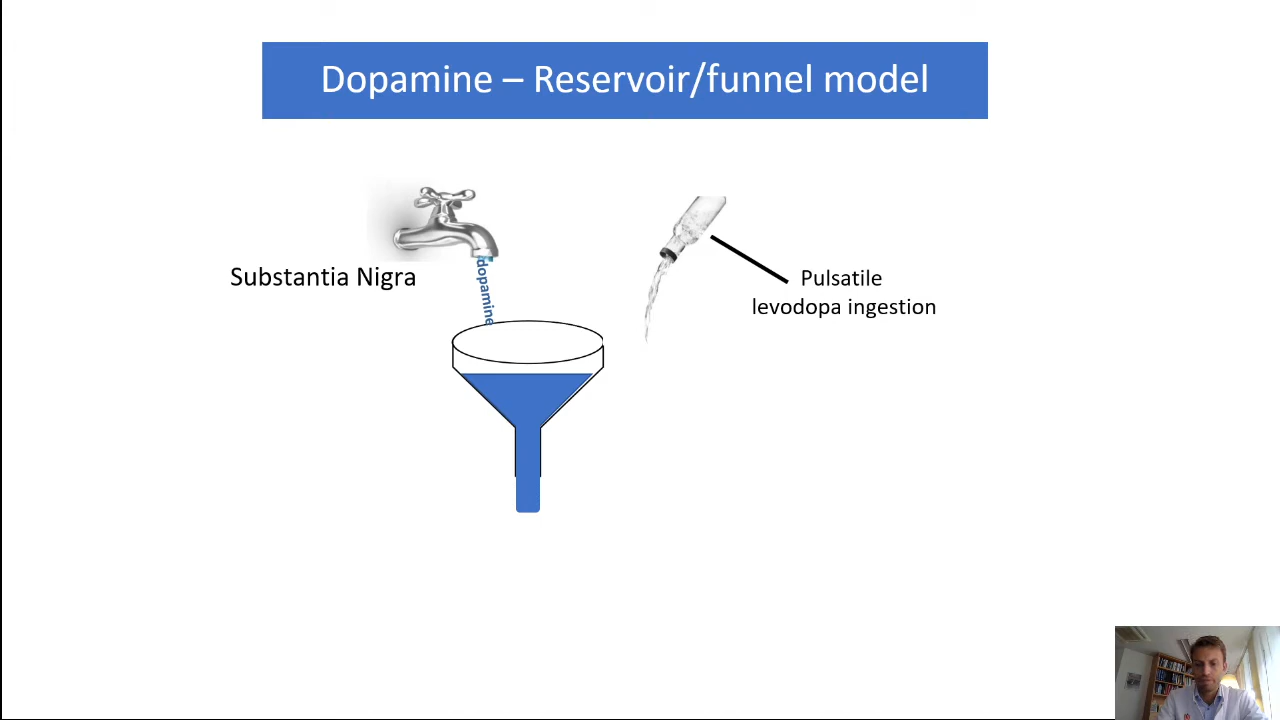 Dopamine – Reservoir/funnel model
Substantia Nigra
dopamine
Pulsatile
levodopa ingestion